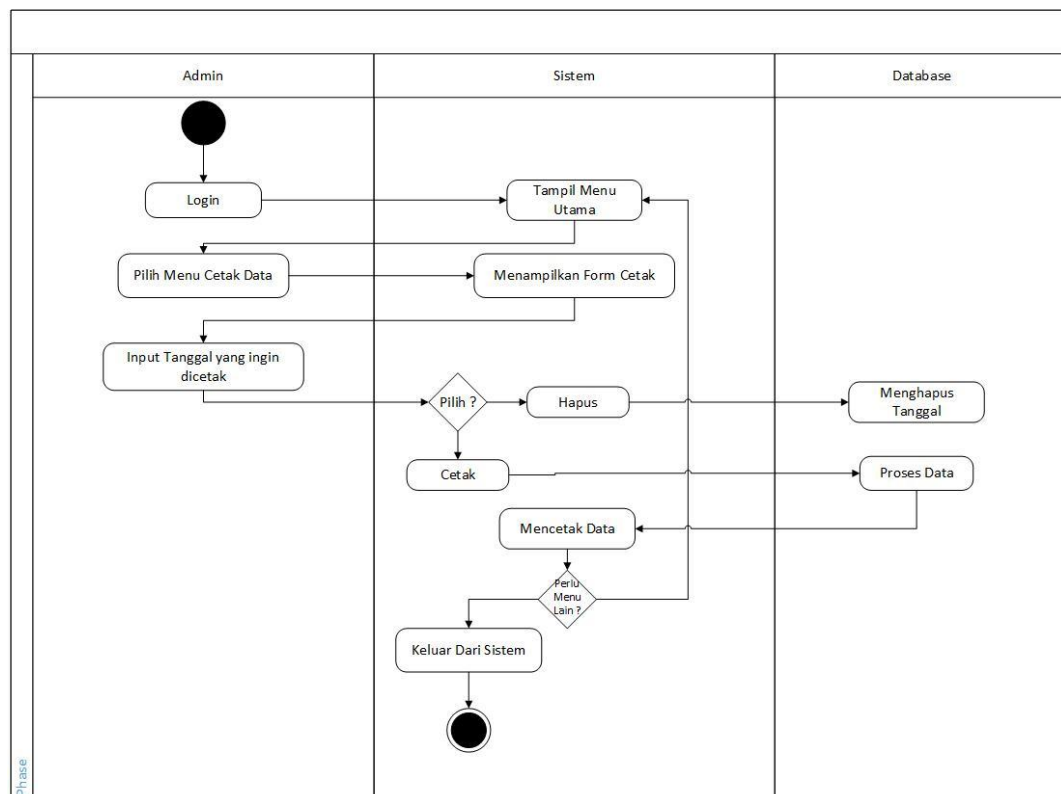 Admin
Sistem
Database
Login
Tampil Menu
Utama
Pilih Menu Cetak Data
Menampilkan Form Cetak
Input Tanggal yang ingin
dicetak
Pilih ?
Hapus
Menghapus
Tanggal
Cetak
Proses Data
Mencetak Data
Perlu
Menu
Lain ?
Keluar Dari Sistem
Phase